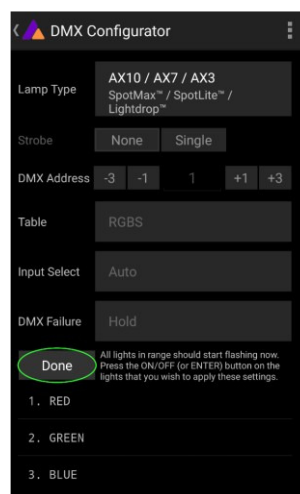 DMX Configurator
Lamp Type
AX10 / AX7 / AX3
SpotMax™ / SpotLite™ /
Lightdrop™
Strobe None Single
DMX Address -3 -1 1 +1 +3
Table RGBS
Input Select Auto
DMX Failure Hold
Done
All lights in range should start flashing now.
Press the ON/OFF (or ENTER) button on the
lights that you wish to apply these settings.
1. RED
2. GREEN
3. BLUE